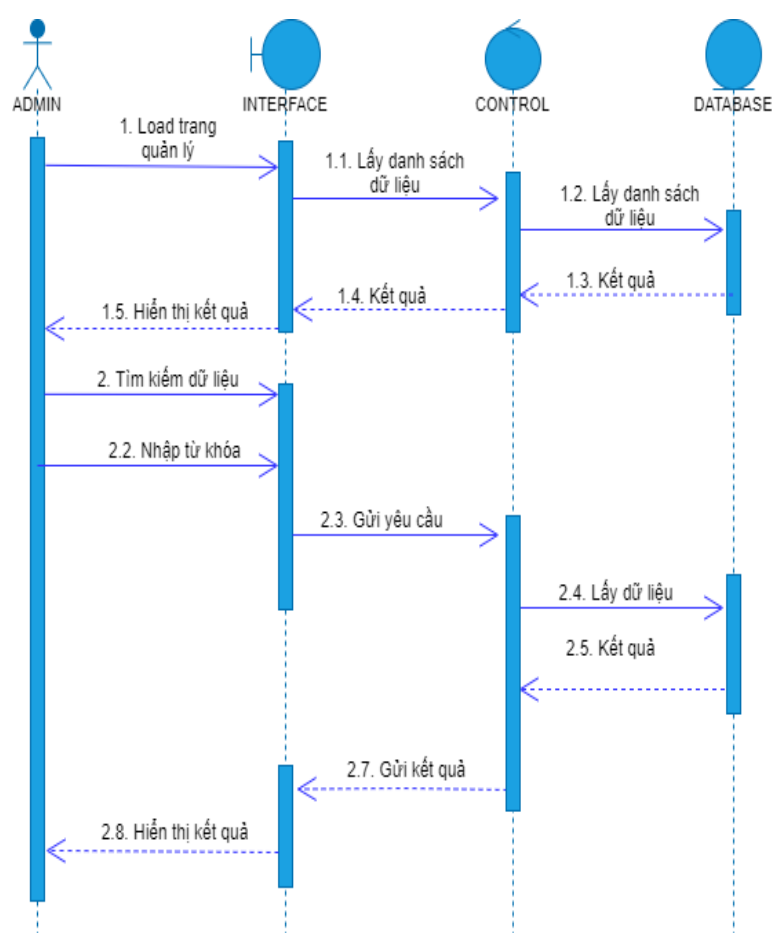 ADMIN
INTERFACE
CONTROL
DATABASE
1. Load trang
quản lý
1.1. Lấy danh sách
dữ liệu
1.2. Lấy danh sách
dữ liệu
1.3. Kết quả
1.4. Kết quả
1.5. Hiển thị kết quả
2. Tìm kiếm dữ liệu
2.2. Nhập từ khóa
2.3. Gửi yêu cầu
2.4. Lấy dữ liệu
2.5. Kết quả
2.7. Gửi kết quả
2.8. Hiển thị kết quả